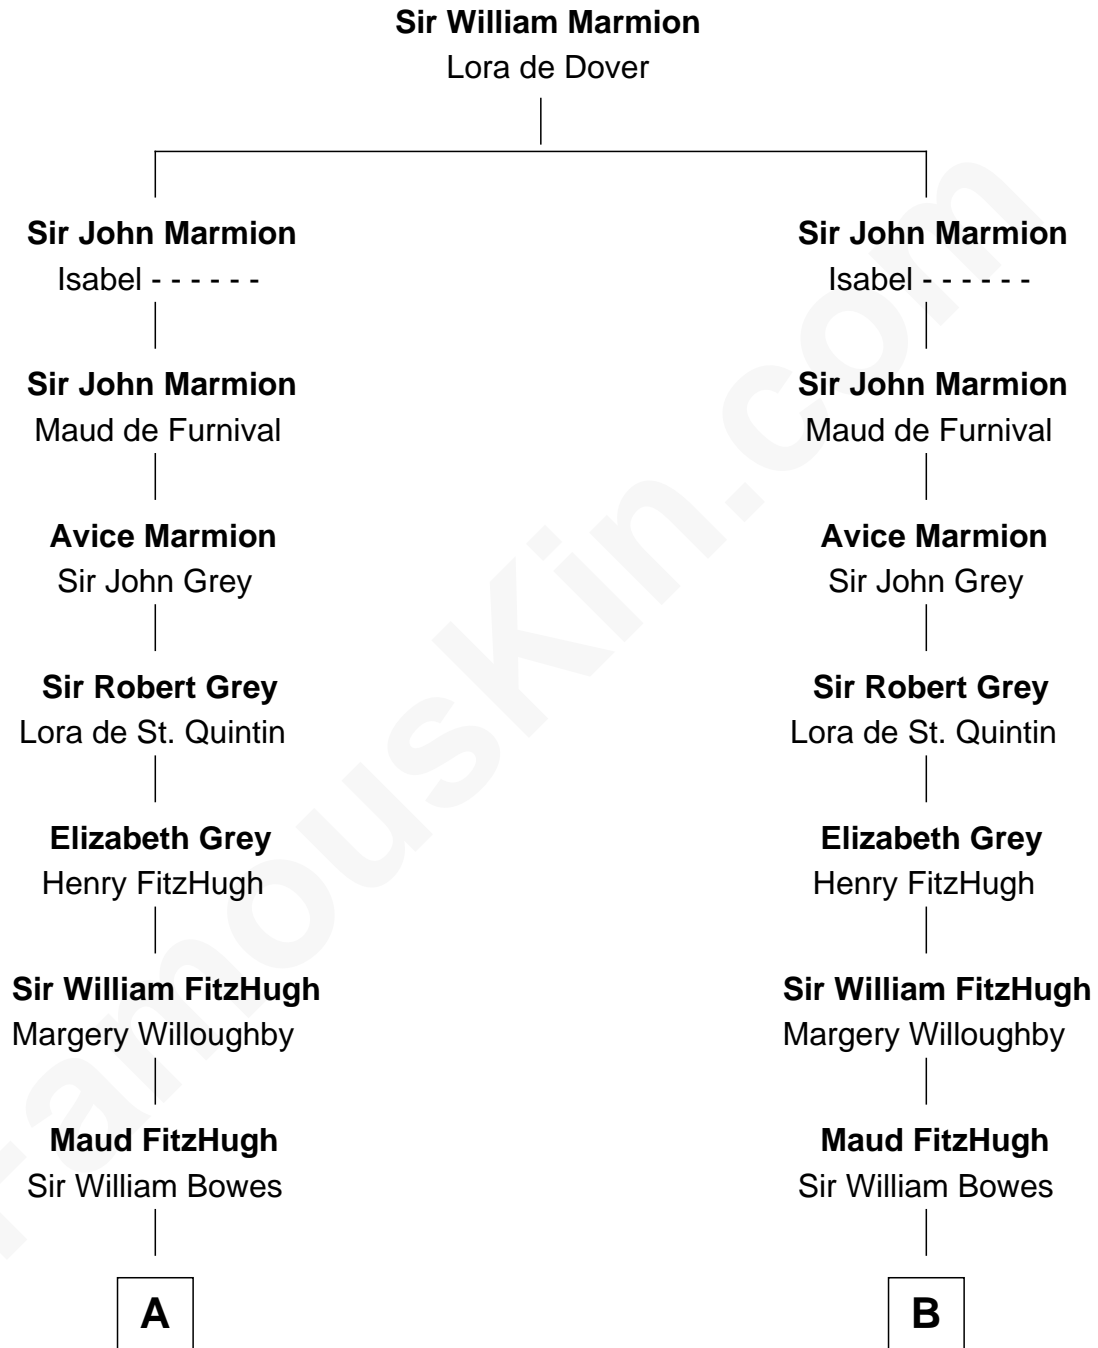 Sir William Marmion
Lora de Dover
Sir John Marmion Sir John Marmion
Isabel - - - - - - Isabel - - - - - -
Sir John Marmion Sir John Marmion
Maud de Furnival Maud de Furnival
Avice Marmion Avice Marmion
Sir John Grey Sir John Grey
Sir Robert Grey Sir Robert Grey
Lora de St. Quintin Lora de St. Quintin
Elizabeth Grey Elizabeth Grey
Henry FitzHugh Henry FitzHugh
Sir William FitzHugh Sir William FitzHugh
Margery Willoughby Margery Willoughby
Maud FitzHugh Maud FitzHugh
Sir William Bowes Sir William Bowes
A B
FamousKin.com